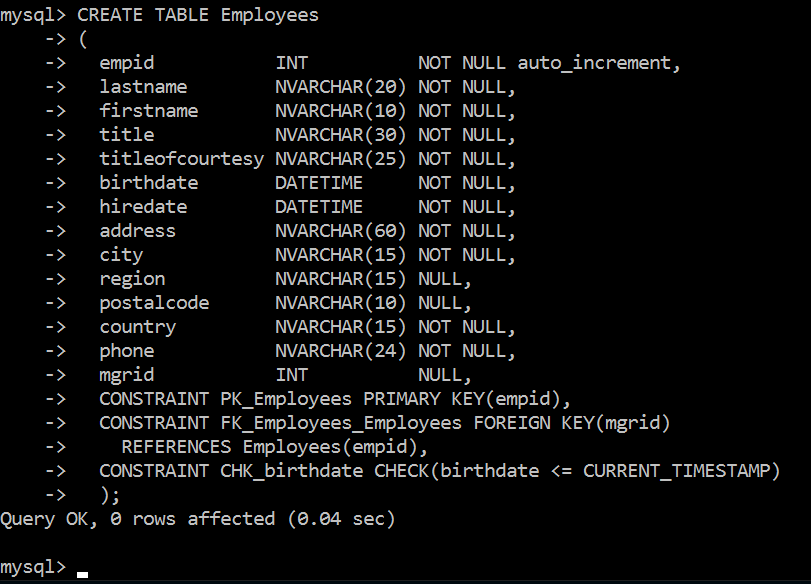 mysql> CREATE TABLE Employees
    -> (
    ->   empid           INT          NOT NULL auto_increment,
    ->   lastname        NVARCHAR(20) NOT NULL,
    ->   firstname       NVARCHAR(10) NOT NULL,
    ->   title           NVARCHAR(30) NOT NULL,
    ->   titleofcourtesy NVARCHAR(25) NOT NULL,
    ->   birthdate       DATETIME     NOT NULL,
    ->   hiredate        DATETIME     NOT NULL,
    ->   address         NVARCHAR(60) NOT NULL,
    ->   city            NVARCHAR(15) NOT NULL,
    ->   region          NVARCHAR(15) NULL,
    ->   postalcode      NVARCHAR(10) NULL,
    ->   country         NVARCHAR(15) NOT NULL,
    ->   phone           NVARCHAR(24) NOT NULL,
    ->   mgrid           INT          NULL,
    ->   CONSTRAINT PK_Employees PRIMARY KEY(empid),
    ->   CONSTRAINT FK_Employees_Employees FOREIGN KEY(mgrid)
    ->     REFERENCES Employees(empid),
    ->   CONSTRAINT CHK_birthdate CHECK(birthdate <= CURRENT_TIMESTAMP)
    ->   );
Query OK, 0 rows affected (0.04 sec)
mysql>